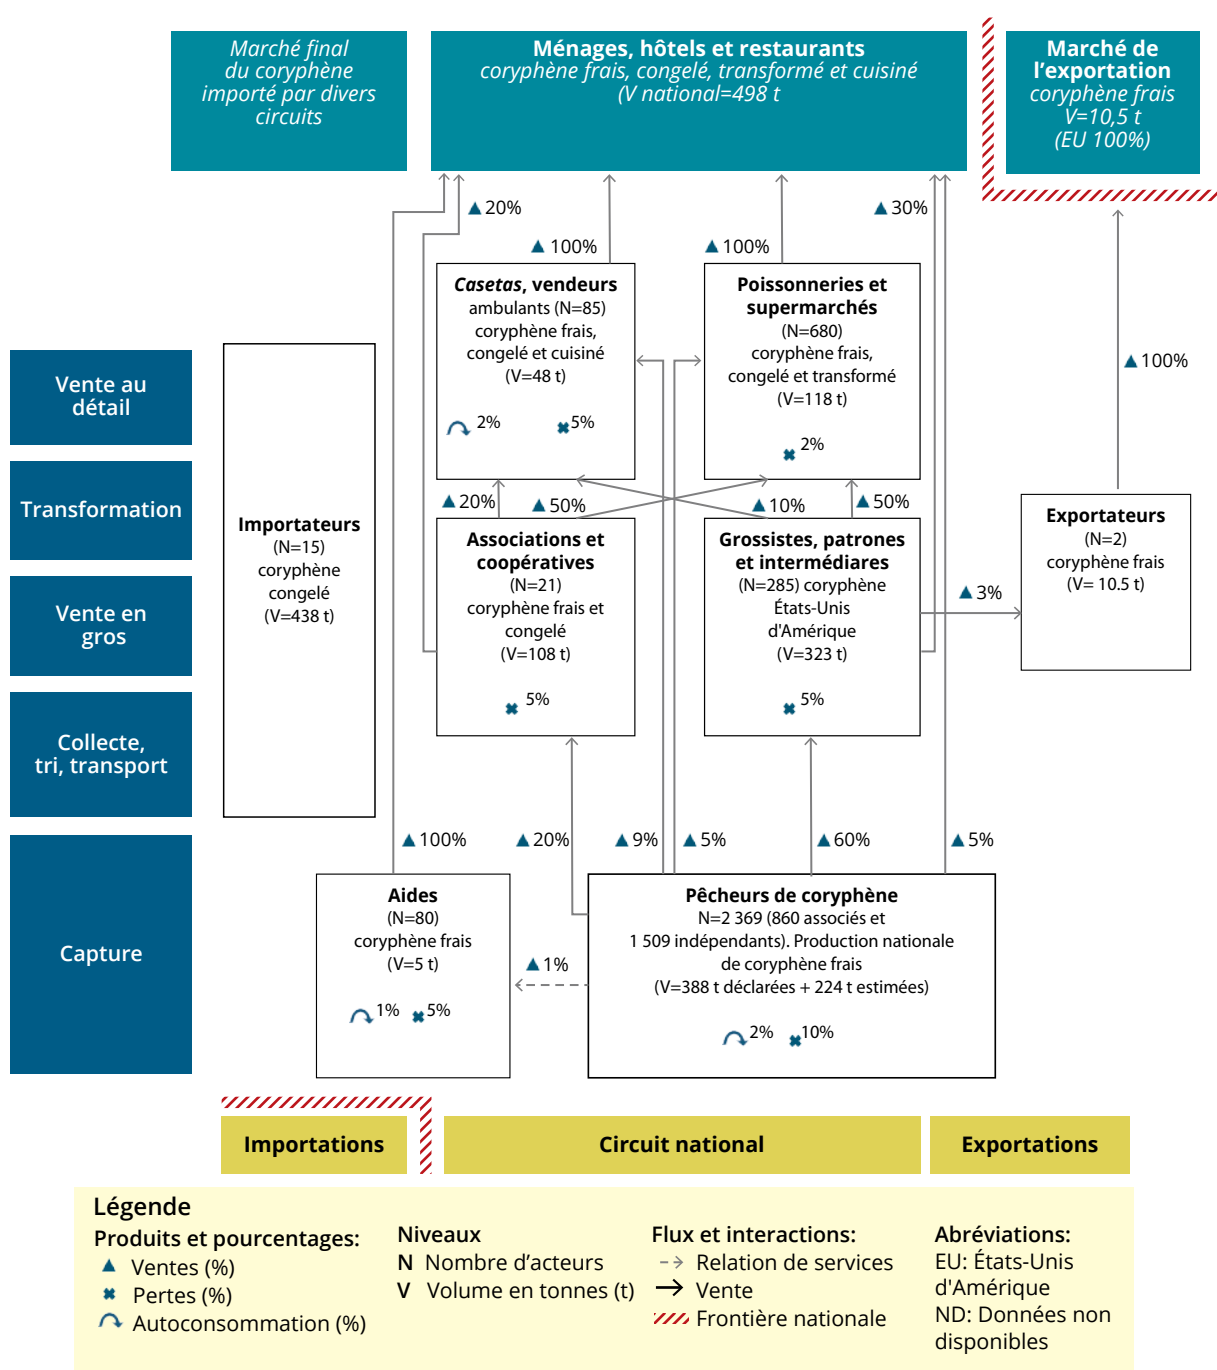 Marché final
du coryphène
importé par divers
circuits
Ménages, hôtels et restaurants
coryphène frais, congelé, transformé et cuisiné
(V national=498 t
Marché de
l'exportation
coryphène frais
V=10,5 t
(EU 100%)
20%
30%
100%
100%
Casetas, vendeurs
ambulants (N=85)
coryphène frais,
congelé et cuisiné
(V=48 t)
2%
5%
Poissonneries et
supermarchés
(N=680)
coryphène frais,
congelé et transformé
(V=118 t)
2%
100%
Vente au
détail
Transformation
Vente en
gros
Collecte,
tri, transport
Capture
Importateurs
(N=15)
coryphène
congelé
(V=438 t)
20%
50%
10%
50%
Associations et
coopératives
(N=21)
coryphène frais et
congelé
(V=108 t)
5%
Grossistes, patrones
et intermédiares
(N=285) coryphène
États-Unis
d'Amérique
(V=323 t)
5%
3%
Exportateurs
(N=2)
coryphène frais
(V= 10.5 t)
100%
20%
9%
5%
60%
5%
Aides
(N=80)
coryphène frais
(V=5 t)
1%
5%
1%
Pêcheurs de coryphène
N=2 369 (860 associés et
1 509 indépendants). Production nationale
de coryphène frais
(V=388 t déclarées + 224 t estimées)
2%
10%
Importations
Circuit national
Exportations
Légende
Produits et pourcentages:
Ventes (%)
Pertes (%)
Autoconsommation (%)
Niveaux
N Nombre d'acteurs
V Volume en tonnes (t)
Flux et interactions:
Relation de services
Vente
Frontière nationale
Abréviations:
EU: États-Unis
d'Amérique
ND: Données non
disponibles